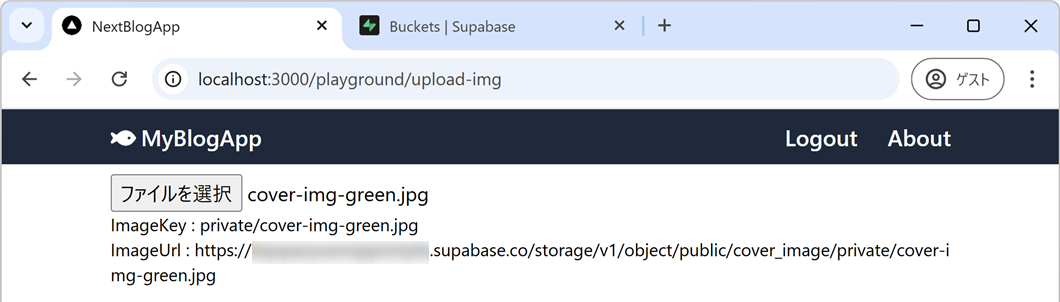 NextBlogApp
Buckets | Supabase
localhost:3000/playground/upload-img
ゲスト
MyBlogApp
Logout
About
ファイルを選択 cover-img-green.jpg
ImageKey : private/cover-img-green.jpg
ImageUrl : https:// .supabase.co/storage/v1/object/public/cover_image/private/cover-i
mg-green.jpg